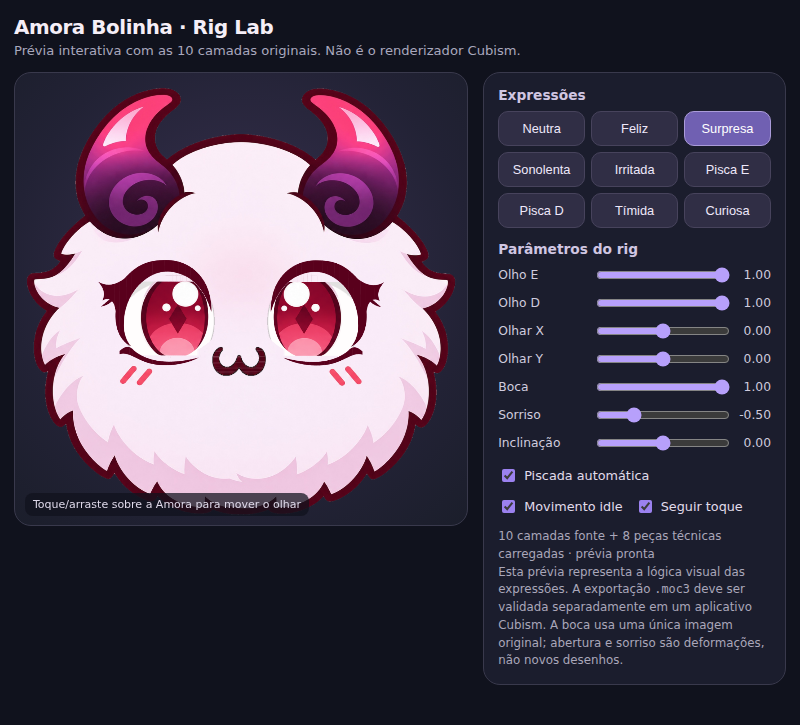 Amora Bolinha · Rig Lab
Prévia interativa com as 10 camadas originais. Não é o renderizador Cubism.
Toque/arraste sobre a Amora para mover o olhar
Expressões
Neutra
Feliz
Surpresa
Sonolenta
Irritada
Pisca E
Pisca D
Tímida
Curiosa
Parâmetros do rig
Olho E 1.00
Olho D 1.00
Olhar X 0.00
Olhar Y 0.00
Boca 1.00
Sorriso -0.50
Inclinação 0.00
Piscada automática
Movimento idle
Seguir toque
10 camadas fonte + 8 peças técnicas
carregadas · prévia pronta
Esta prévia representa a lógica visual das
expressões. A exportação .moc3 deve ser
validada separadamente em um aplicativo
Cubism. A boca usa uma única imagem
original; abertura e sorriso são deformações,
não novos desenhos.